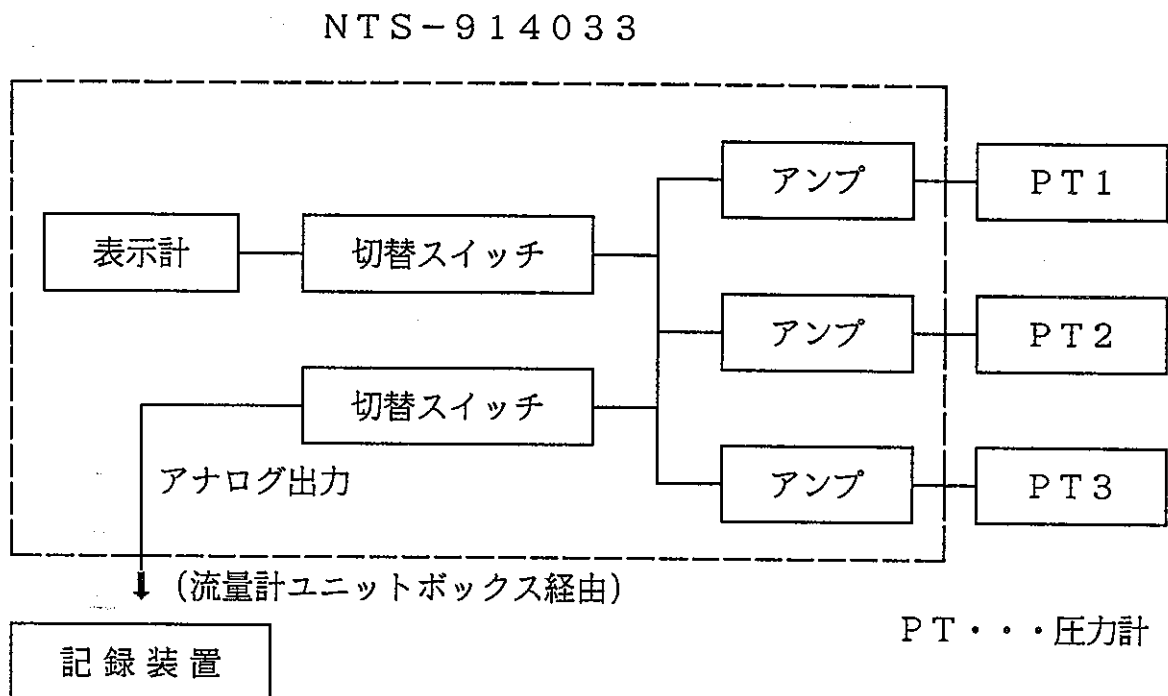 NTS-914033
アンプ
PT1
表示計
切替スイッチ
アンプ
PT2
切替スイッチ
アナログ出力
アンプ
PT3
(流量計ユニットボックス経由)
PT・・・圧力計
記録装置